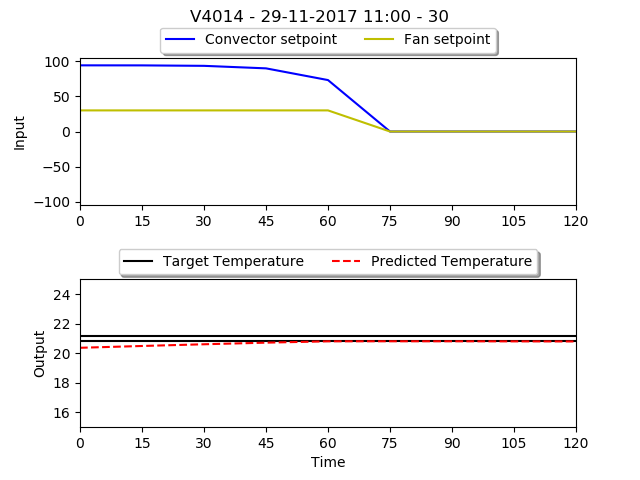 V4014 - 29-11-2017 11:00 - 30
Convector setpoint Fan setpoint
100
50
0
−50
−100
Input
0 15 30 45 60 75 90 105 120
Target Temperature Predicted Temperature
24
22
20
18
16
Output
0 15 30 45 60 75 90 105 120
Time